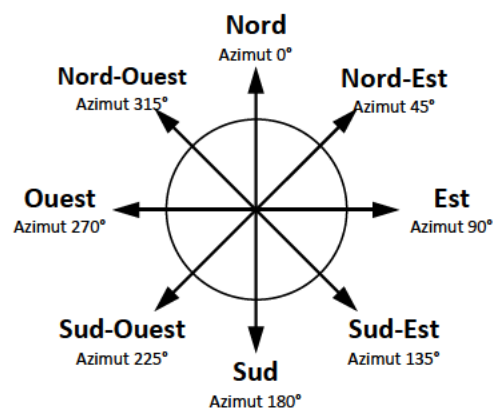 Nord
Azimut 0°
Nord-Ouest
Azimut 315°
Nord-Est
Azimut 45°
Ouest
Azimut 270°
Est
Azimut 90°
Sud-Ouest
Azimut 225°
Sud-Est
Azimut 135°
Sud
Azimut 180°